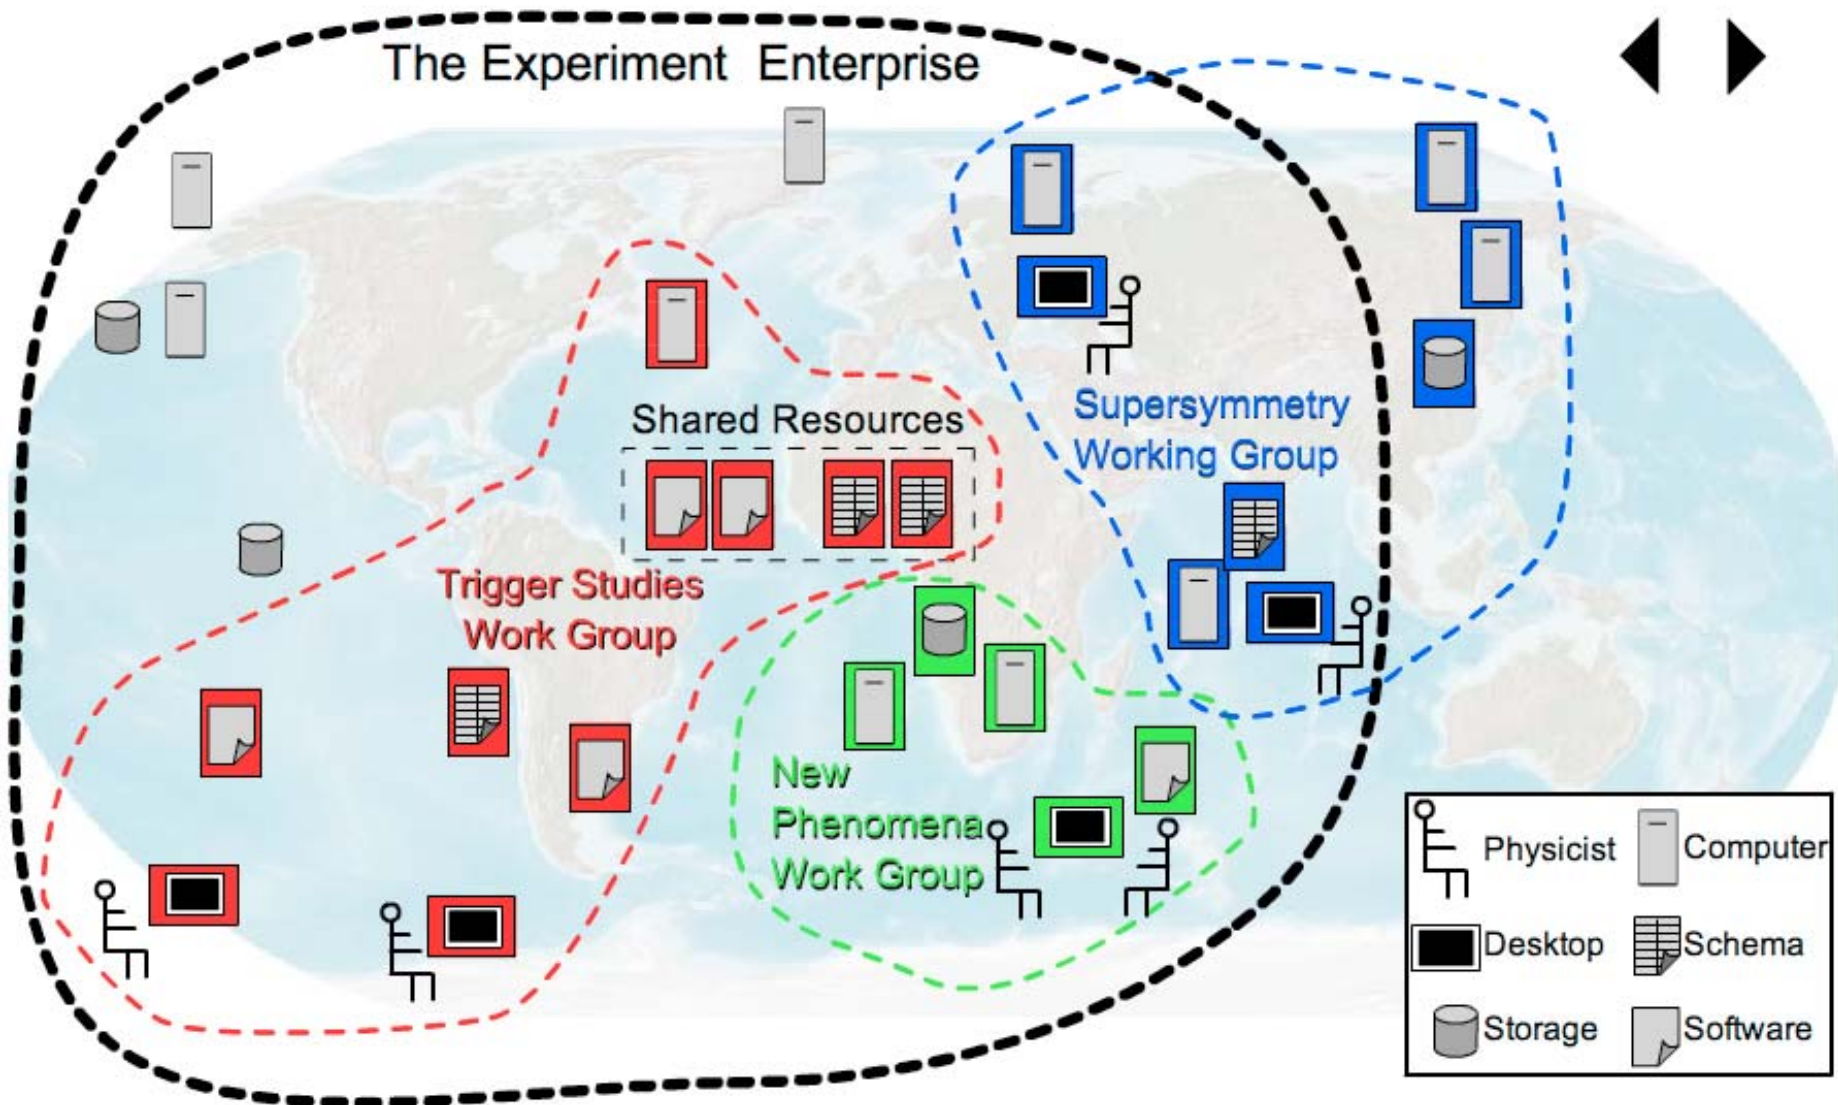 The Experiment Enterprise
Shared Resources
Supersymmetry
Working Group
Trigger Studies
Work Group
New
Phenomena
Work Group
Physicist
Computer
Desktop
Schema
Storage
Software